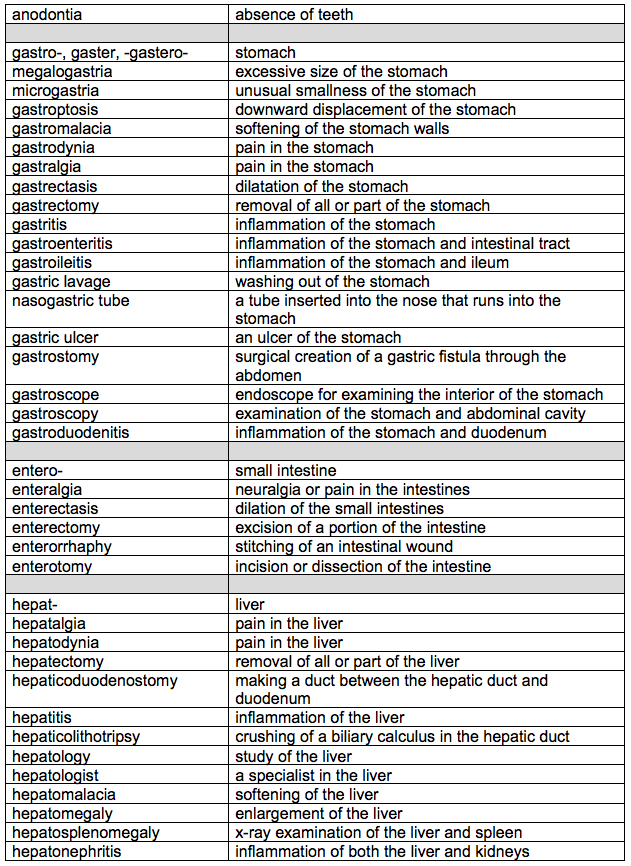 anodontia absence of teeth
gastro-, gaster, -gastero- stomach
megalogastria excessive size of the stomach
microgastria unusual smallness of the stomach
gastroptosis downward displacement of the stomach
gastromalacia softening of the stomach walls
gastrodynia pain in the stomach
gastralgia pain in the stomach
gastrectasis dilatation of the stomach
gastrectomy removal of all or part of the stomach
gastritis inflammation of the stomach
gastroenteritis inflammation of the stomach and intestinal tract
gastroileitis inflammation of the stomach and ileum
gastric lavage washing out of the stomach
nasogastric tube a tube inserted into the nose that runs into the
stomach
gastric ulcer an ulcer of the stomach
gastrostomy surgical creation of a gastric fistula through the
abdomen
gastroscope endoscope for examining the interior of the stomach
gastroscopy examination of the stomach and abdominal cavity
gastroduodenitis inflammation of the stomach and duodenum
entero- small intestine
enteralgia neuralgia or pain in the intestines
enterectasis dilation of the small intestines
enterectomy excision of a portion of the intestine
enterorrhaphy stitching of an intestinal wound
enterotomy incision or dissection of the intestine
hepat- liver
hepatalgia pain in the liver
hepatodynia pain in the liver
hepatectomy removal of all or part of the liver
hepaticoduodenostomy making a duct between the hepatic duct and
duodenum
hepatitis inflammation of the liver
hepaticolithotripsy crushing of a biliary calculus in the hepatic duct
hepatology study of the liver
hepatologist a specialist in the liver
hepatomalacia softening of the liver
hepatomegaly enlargement of the liver
hepatosplenomegaly x-ray examination of the liver and spleen
hepatonephritis inflammation of both the liver and kidneys